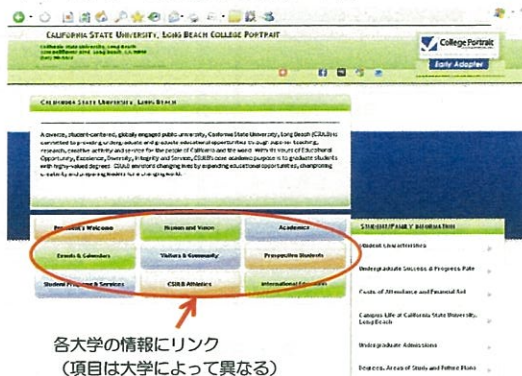 CALIFORNIA STATE UNIVERSITY, LONG BEACH COLLEGE PORTRAIT
California State University, Long Beach
College Portrait
Early Adopter
CALIFORNIA STATE UNIVERSITY, LONG BEACH
A diverse, student-centered, globally engaged public university, California State University, Long Beach (CSULB) is
committed to providing undergraduate and graduate educational opportunities through superior teaching,
research, creative activity and service for the people of California and the world. With its values of Educational
Opportunity, Excellence, Diversity, Integrity and Service, CSULB's core academic purpose is to graduate students
with highly-valued degrees. CSULB envisions changing lives by expanding educational opportunities, championing
creativity and preparing leaders for a changing world.
President's Welcome
Mission and Vision
Academics
STUDENT/FAMILY INFORMATION
Student Characteristics
Events & Calendars
Visitors & Community
Prospective Students
Undergraduate Success & Progress Rate
Student Programs & Services
CSULB Athletics
International Education
Costs of Attendance and Financial Aid
Campus Life at California State University,
Long Beach
各大学の情報にリンク
（項目は大学によって異なる）
Undergraduate Admissions
Degrees, Areas of Study and Future Plans